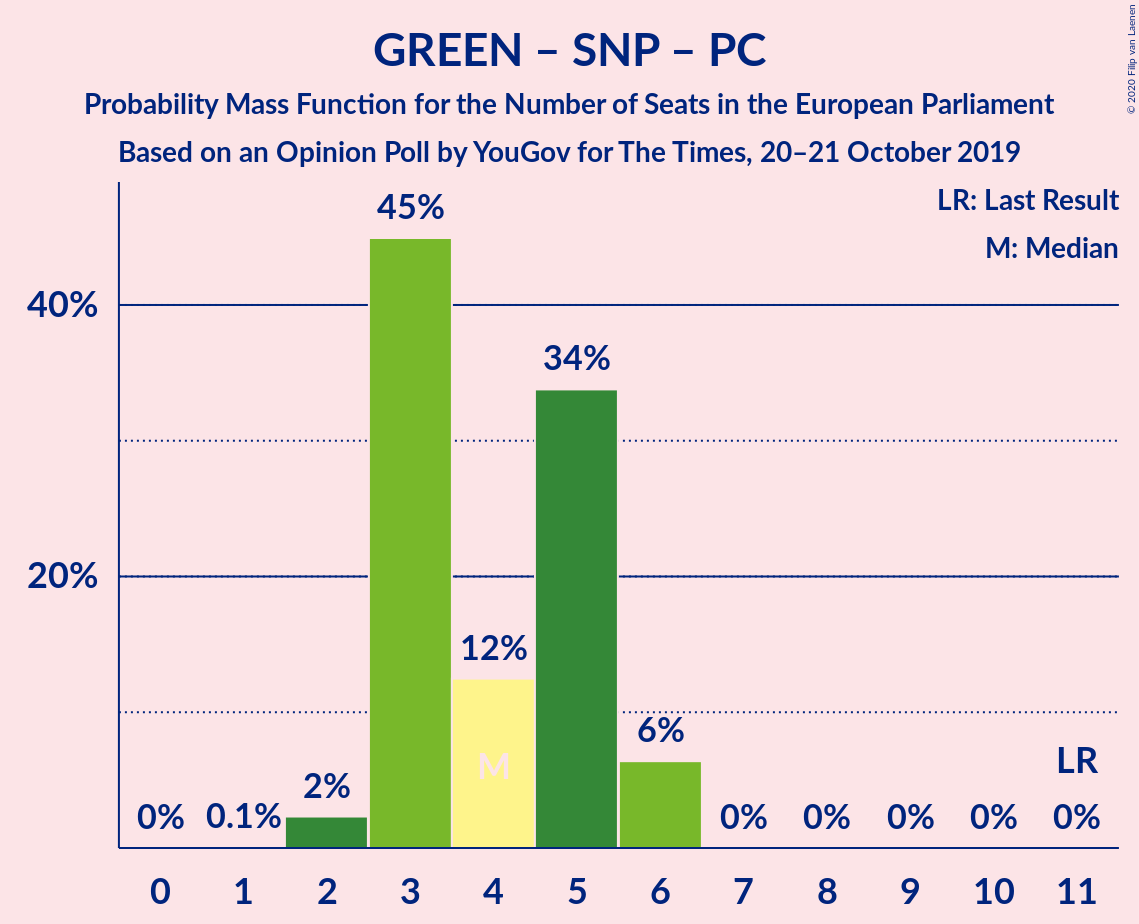 GREEN – SNP – PC
Probability Mass Function for the Number of Seats in the European Parliament
Based on an Opinion Poll by YouGov for The Times, 20–21 October 2019
© 2020 Filip van Laenen
LR: Last Result
M: Median
45%
40%
34%
20%
12%
6%
M
LR
2%
0% 0.1% 0% 0% 0% 0% 0%
0 1 2 3 4 5 6 7 8 9 10 11